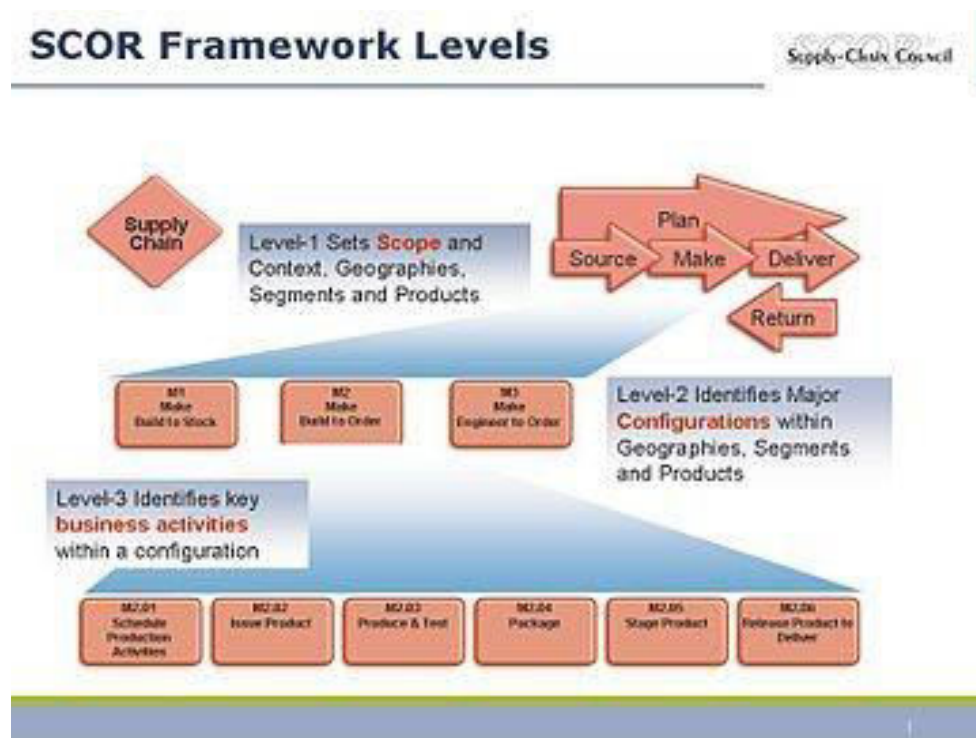 SCOR Framework Levels
Supply-Chain Council
Supply
Chain
Level-1 Sets Scope and
Context, Geographies,
Segments and Products
Plan
Source
Make
Deliver
Return
M1
Make
Build to Stock
M2
Make
Build to Order
M3
Make
Engineer to Order
Level-2 Identifies Major
Configurations within
Geographies, Segments
and Products
Level-3 Identifies key
business activities
within a configuration
M2.01
Schedule
Production
Activities
M2.02
Issue Product
M2.03
Produce & Test
M2.04
Package
M2.05
Stage Product
M2.06
Release Product to
Deliver